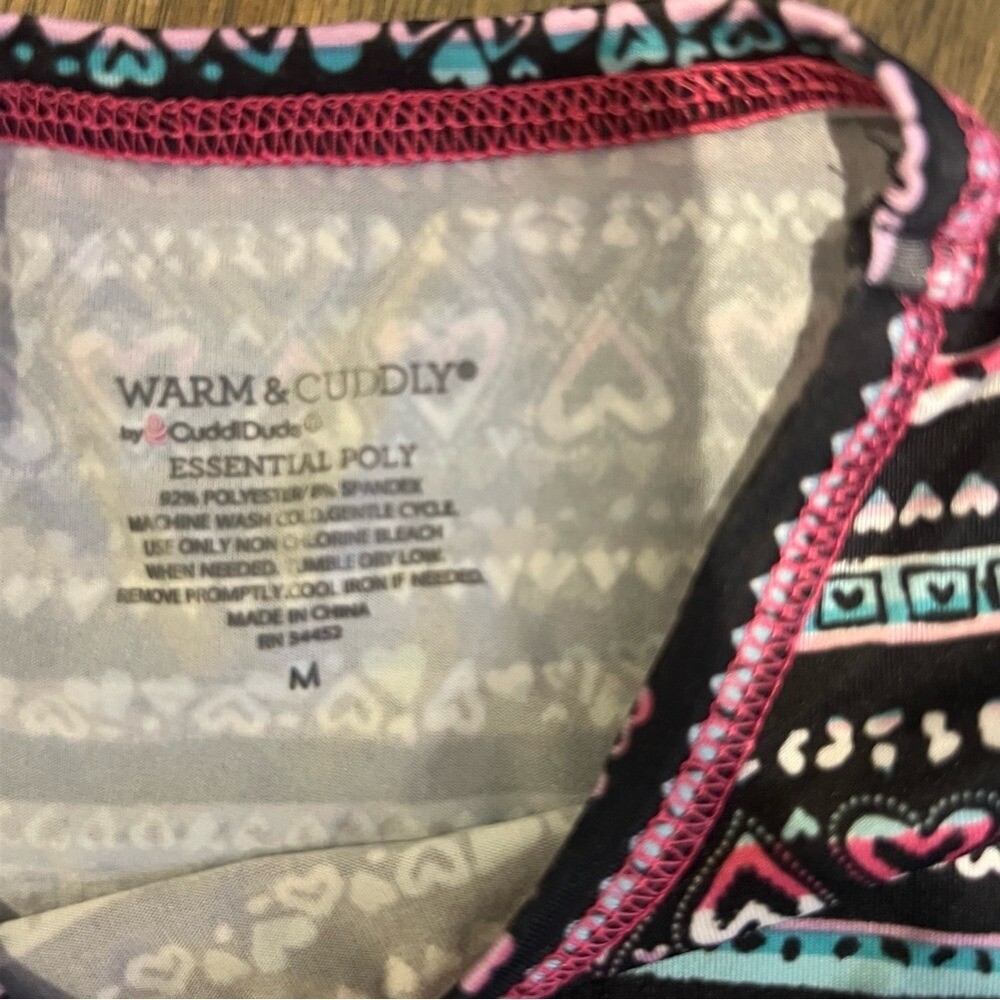 WARM & CUDDLY®
by CuddlDuds®
ESSENTIAL POLY
92% POLYESTER/8% SPANDEX
MACHINE WASH COLD,GENTLE CYCLE.
USE ONLY NON CHLORINE BLEACH
WHEN NEEDED. TUMBLE DRY LOW.
REMOVE PROMPTLY.COOL IRON IF NEEDED.
MADE IN CHINA
RN 54452
M